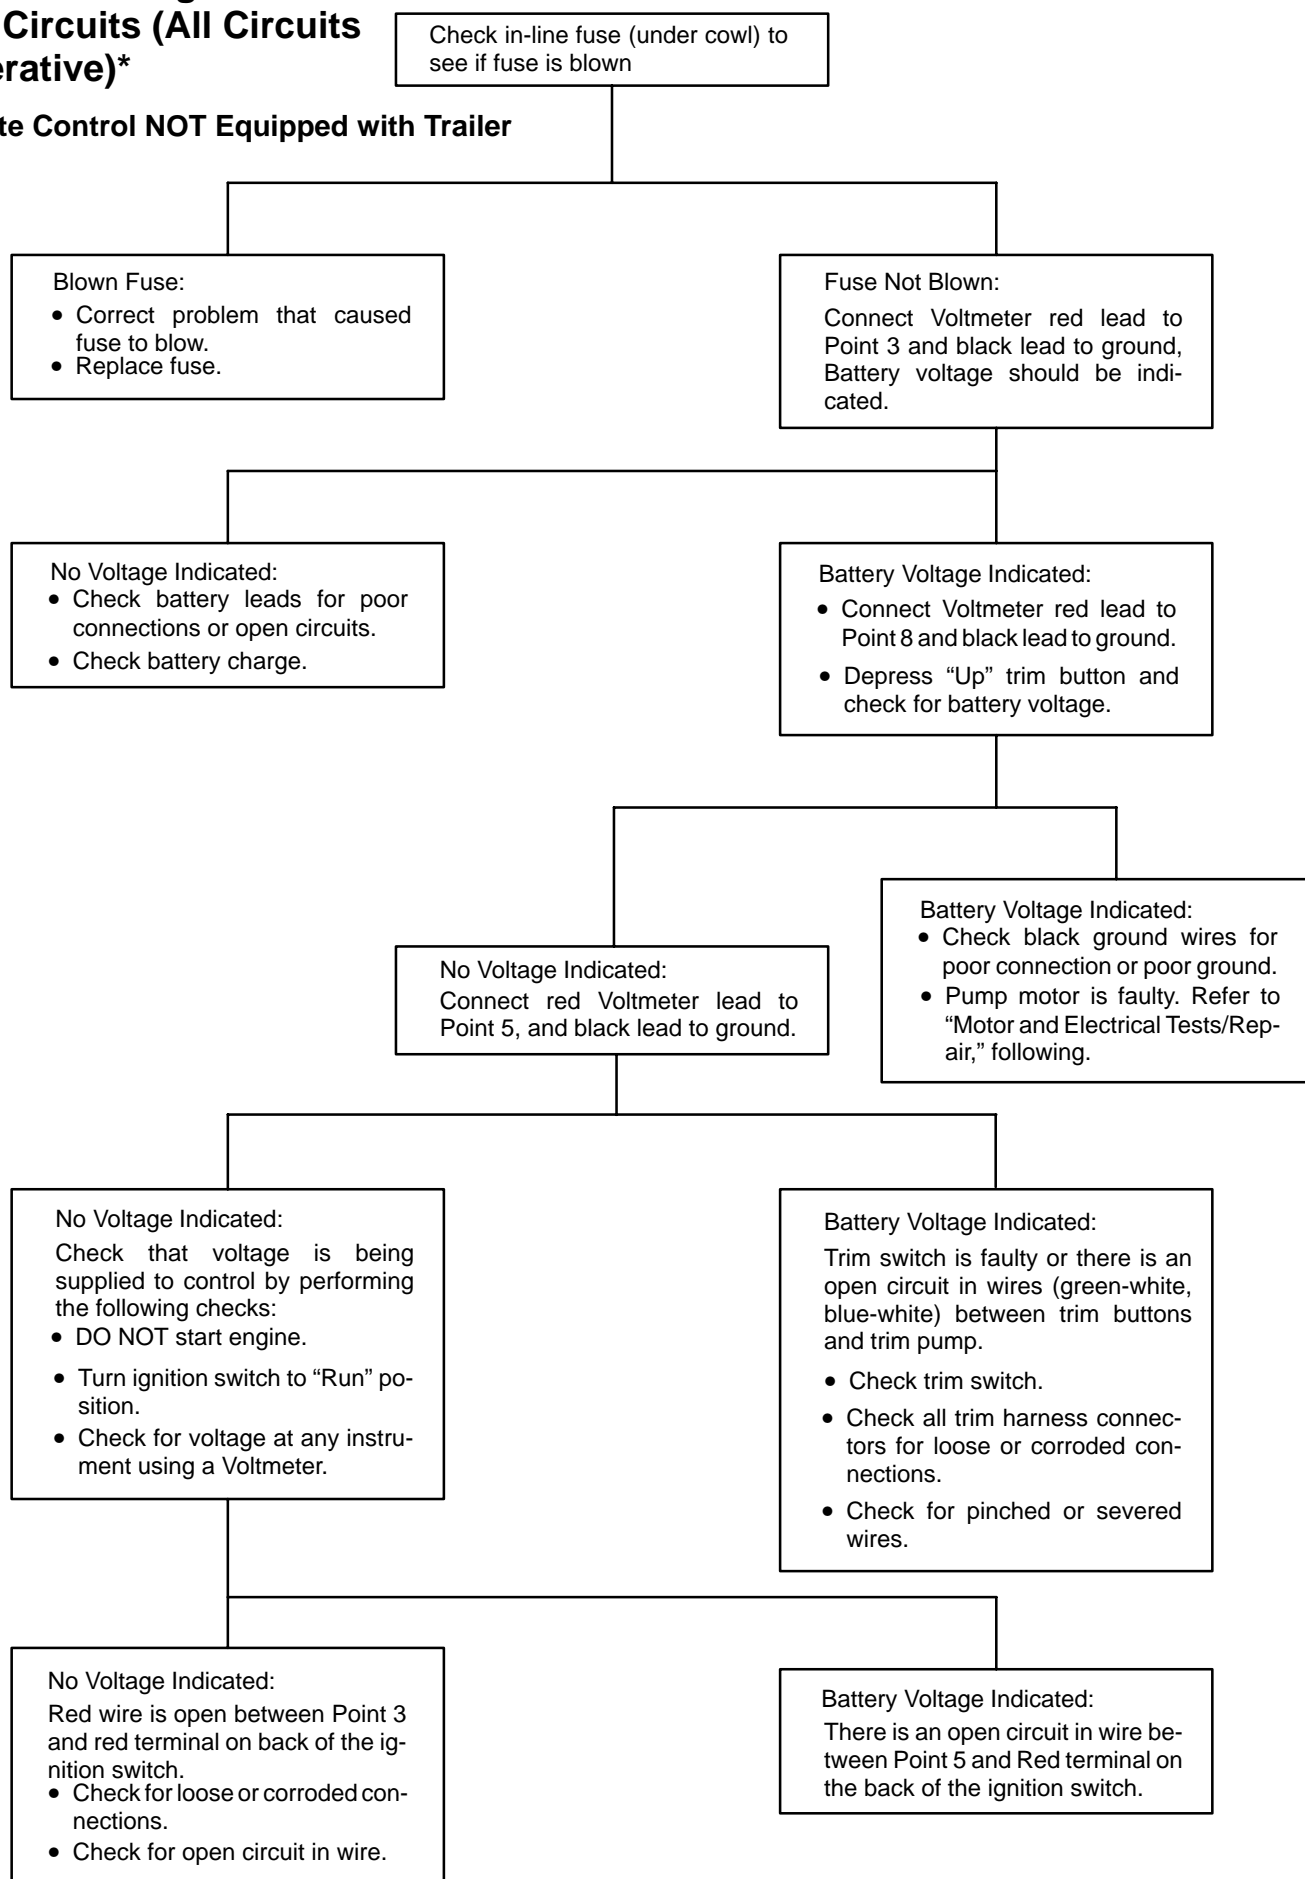 Circuits (All Circuits
erative)*
te Control NOT Equipped with Trailer
Check in-line fuse (under cowl) to
see if fuse is blown
Blown Fuse:
• Correct problem that caused
fuse to blow.
• Replace fuse.
Fuse Not Blown:
Connect Voltmeter red lead to
Point 3 and black lead to ground,
Battery voltage should be indi-
cated.
No Voltage Indicated:
• Check battery leads for poor
connections or open circuits.
• Check battery charge.
Battery Voltage Indicated:
• Connect Voltmeter red lead to
Point 8 and black lead to ground.
• Depress “Up” trim button and
check for battery voltage.
No Voltage Indicated:
Connect red Voltmeter lead to
Point 5, and black lead to ground.
Battery Voltage Indicated:
• Check black ground wires for
poor connection or poor ground.
• Pump motor is faulty. Refer to
“Motor and Electrical Tests/Rep-
air,” following.
No Voltage Indicated:
Check that voltage is being
supplied to control by performing
the following checks:
• DO NOT start engine.
• Turn ignition switch to “Run” po-
sition.
• Check for voltage at any instru-
ment using a Voltmeter.
Battery Voltage Indicated:
Trim switch is faulty or there is an
open circuit in wires (green-white,
blue-white) between trim buttons
and trim pump.
• Check trim switch.
• Check all trim harness connec-
tors for loose or corroded con-
nections.
• Check for pinched or severed
wires.
No Voltage Indicated:
Red wire is open between Point 3
and red terminal on back of the ig-
nition switch.
• Check for loose or corroded con-
nections.
• Check for open circuit in wire.
Battery Voltage Indicated:
There is an open circuit in wire be-
tween Point 5 and Red terminal on
the back of the ignition switch.